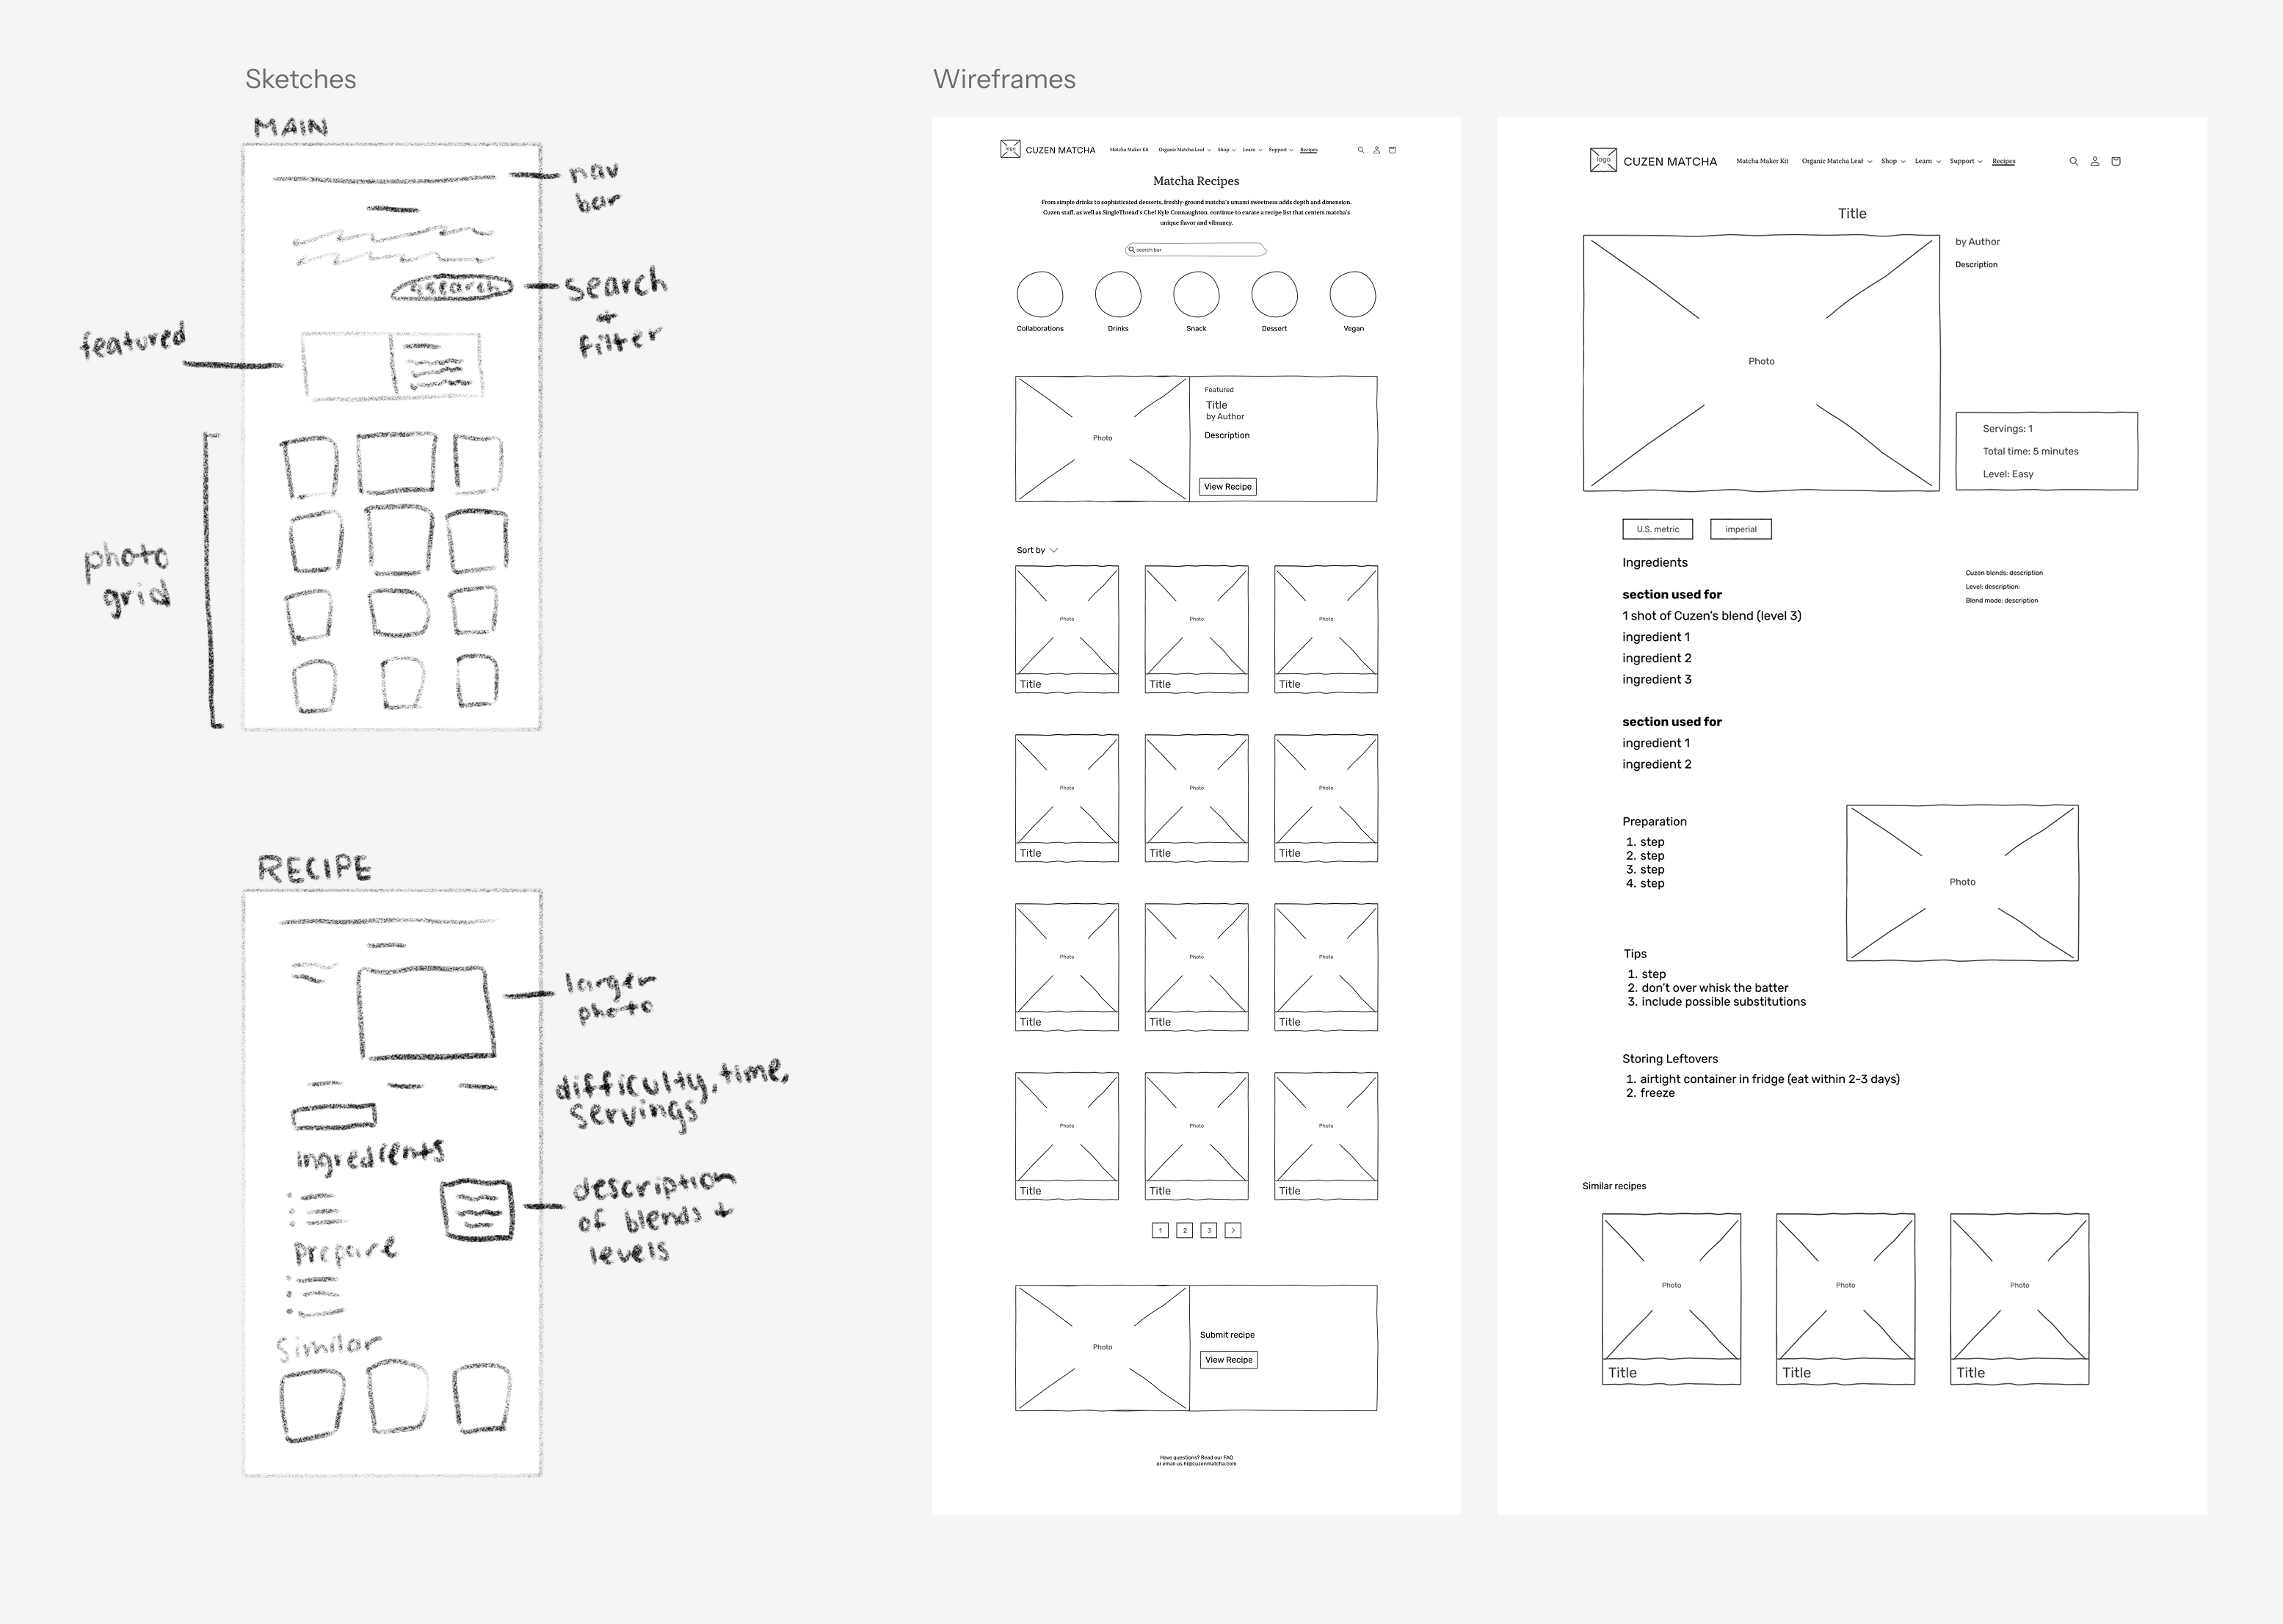 Sketches
MAIN
nav
bar
search
search
+
filter
featured
photo
grid
RECIPE
larger
photo
difficulty, time,
servings
ingredients
description
of blends +
levels
prepare
Similar
Wireframes
logo
CUZEN MATCHA
Matcha Maker Kit
Organic Matcha Leaf
Shop
Learn
Support
Recipes
Matcha Recipes
From simple drinks to sophisticated desserts, freshly-ground matcha's umami sweetness adds depth and dimension.
Cuzen staff, as well as SingleThread's Chef Kyle Connaughton, continue to curate a recipe list that centers matcha's
unique flavor and vibrancy.
search bar
Collaborations
Drinks
Snack
Dessert
Vegan
Photo
Featured
Title
by Author
Description
View Recipe
Sort by
Photo
Photo
Photo
Title
Title
Title
Photo
Photo
Photo
Title
Title
Title
Photo
Photo
Photo
Title
Title
Title
Photo
Photo
Photo
Title
Title
Title
1
2
3
Photo
Submit recipe
View Recipe
Have questions? Read our FAQ
or email us hi@cuzenmatcha.com
logo
CUZEN MATCHA
Matcha Maker Kit
Organic Matcha Leaf
Shop
Learn
Support
Recipes
Title
Photo
by Author
Description
Servings: 1
Total time: 5 minutes
Level: Easy
U.S. metric
imperial
Ingredients
section used for
1 shot of Cuzen's blend (level 3)
ingredient 1
ingredient 2
ingredient 3
Cuzen blends: description
Level: description:
Blend mode: description
section used for
ingredient 1
ingredient 2
Preparation
1. step
2. step
3. step
4. step
Photo
Tips
1. step
2. don't over whisk the batter
3. include possible substitutions
Storing Leftovers
1. airtight container in fridge (eat within 2-3 days)
2. freeze
Similar recipes
Photo
Photo
Photo
Title
Title
Title